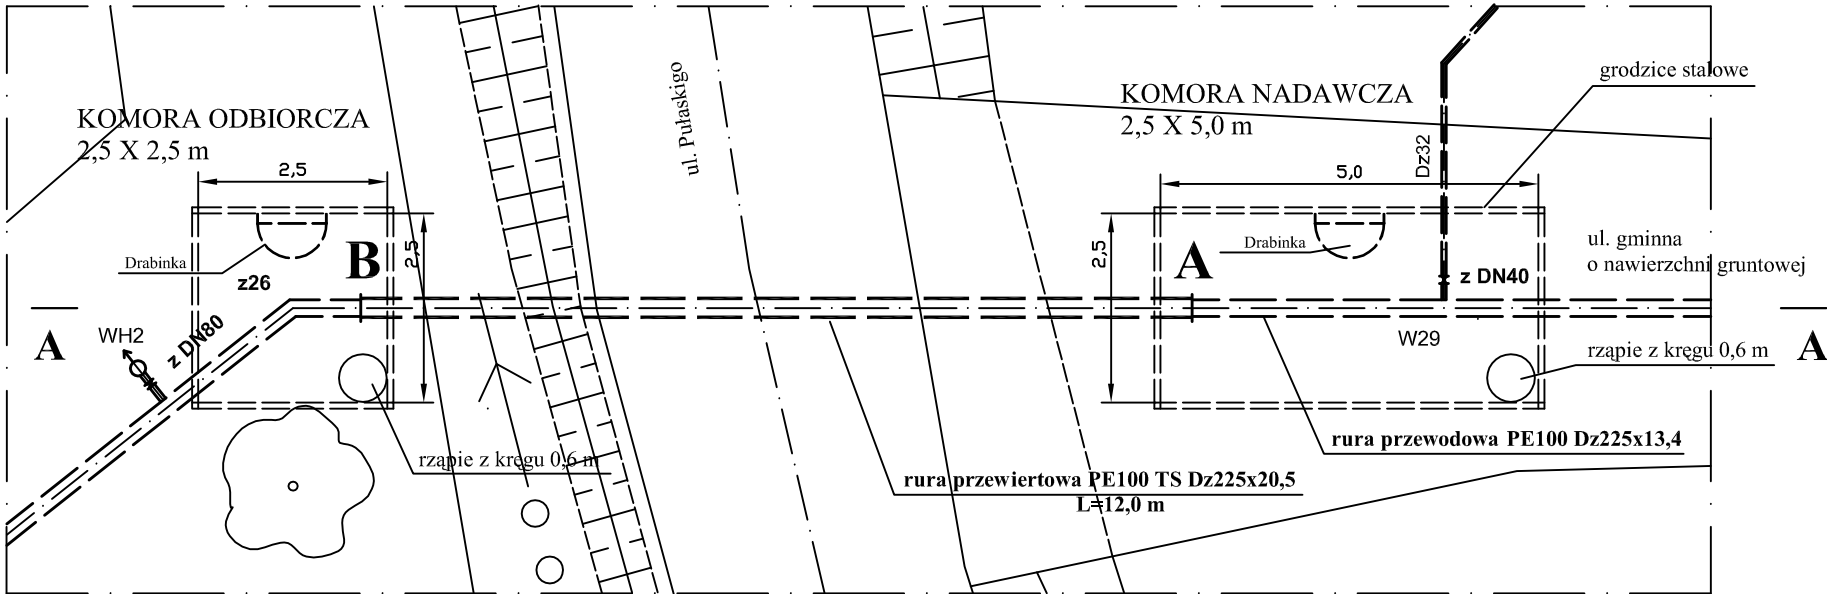 KOMORA ODBIORCZA
2,5 X 2,5 m
2,5
2,5
Drabinka
z26
B
A
WH2
z DN80
rząpie z kręgu 0,6 m
ul. Pułaskigo
rura przewiertowa PE100 TS Dz225x20,5
L=12,0 m
KOMORA NADAWCZA
2,5 X 5,0 m
5,0
2,5
A
Drabinka
Dz32
grodzice stalowe
z DN40
ul. gminna
o nawierzchni gruntowej
W29
rząpie z kręgu 0,6 m
A
rura przewodowa PE100 Dz225x13,4